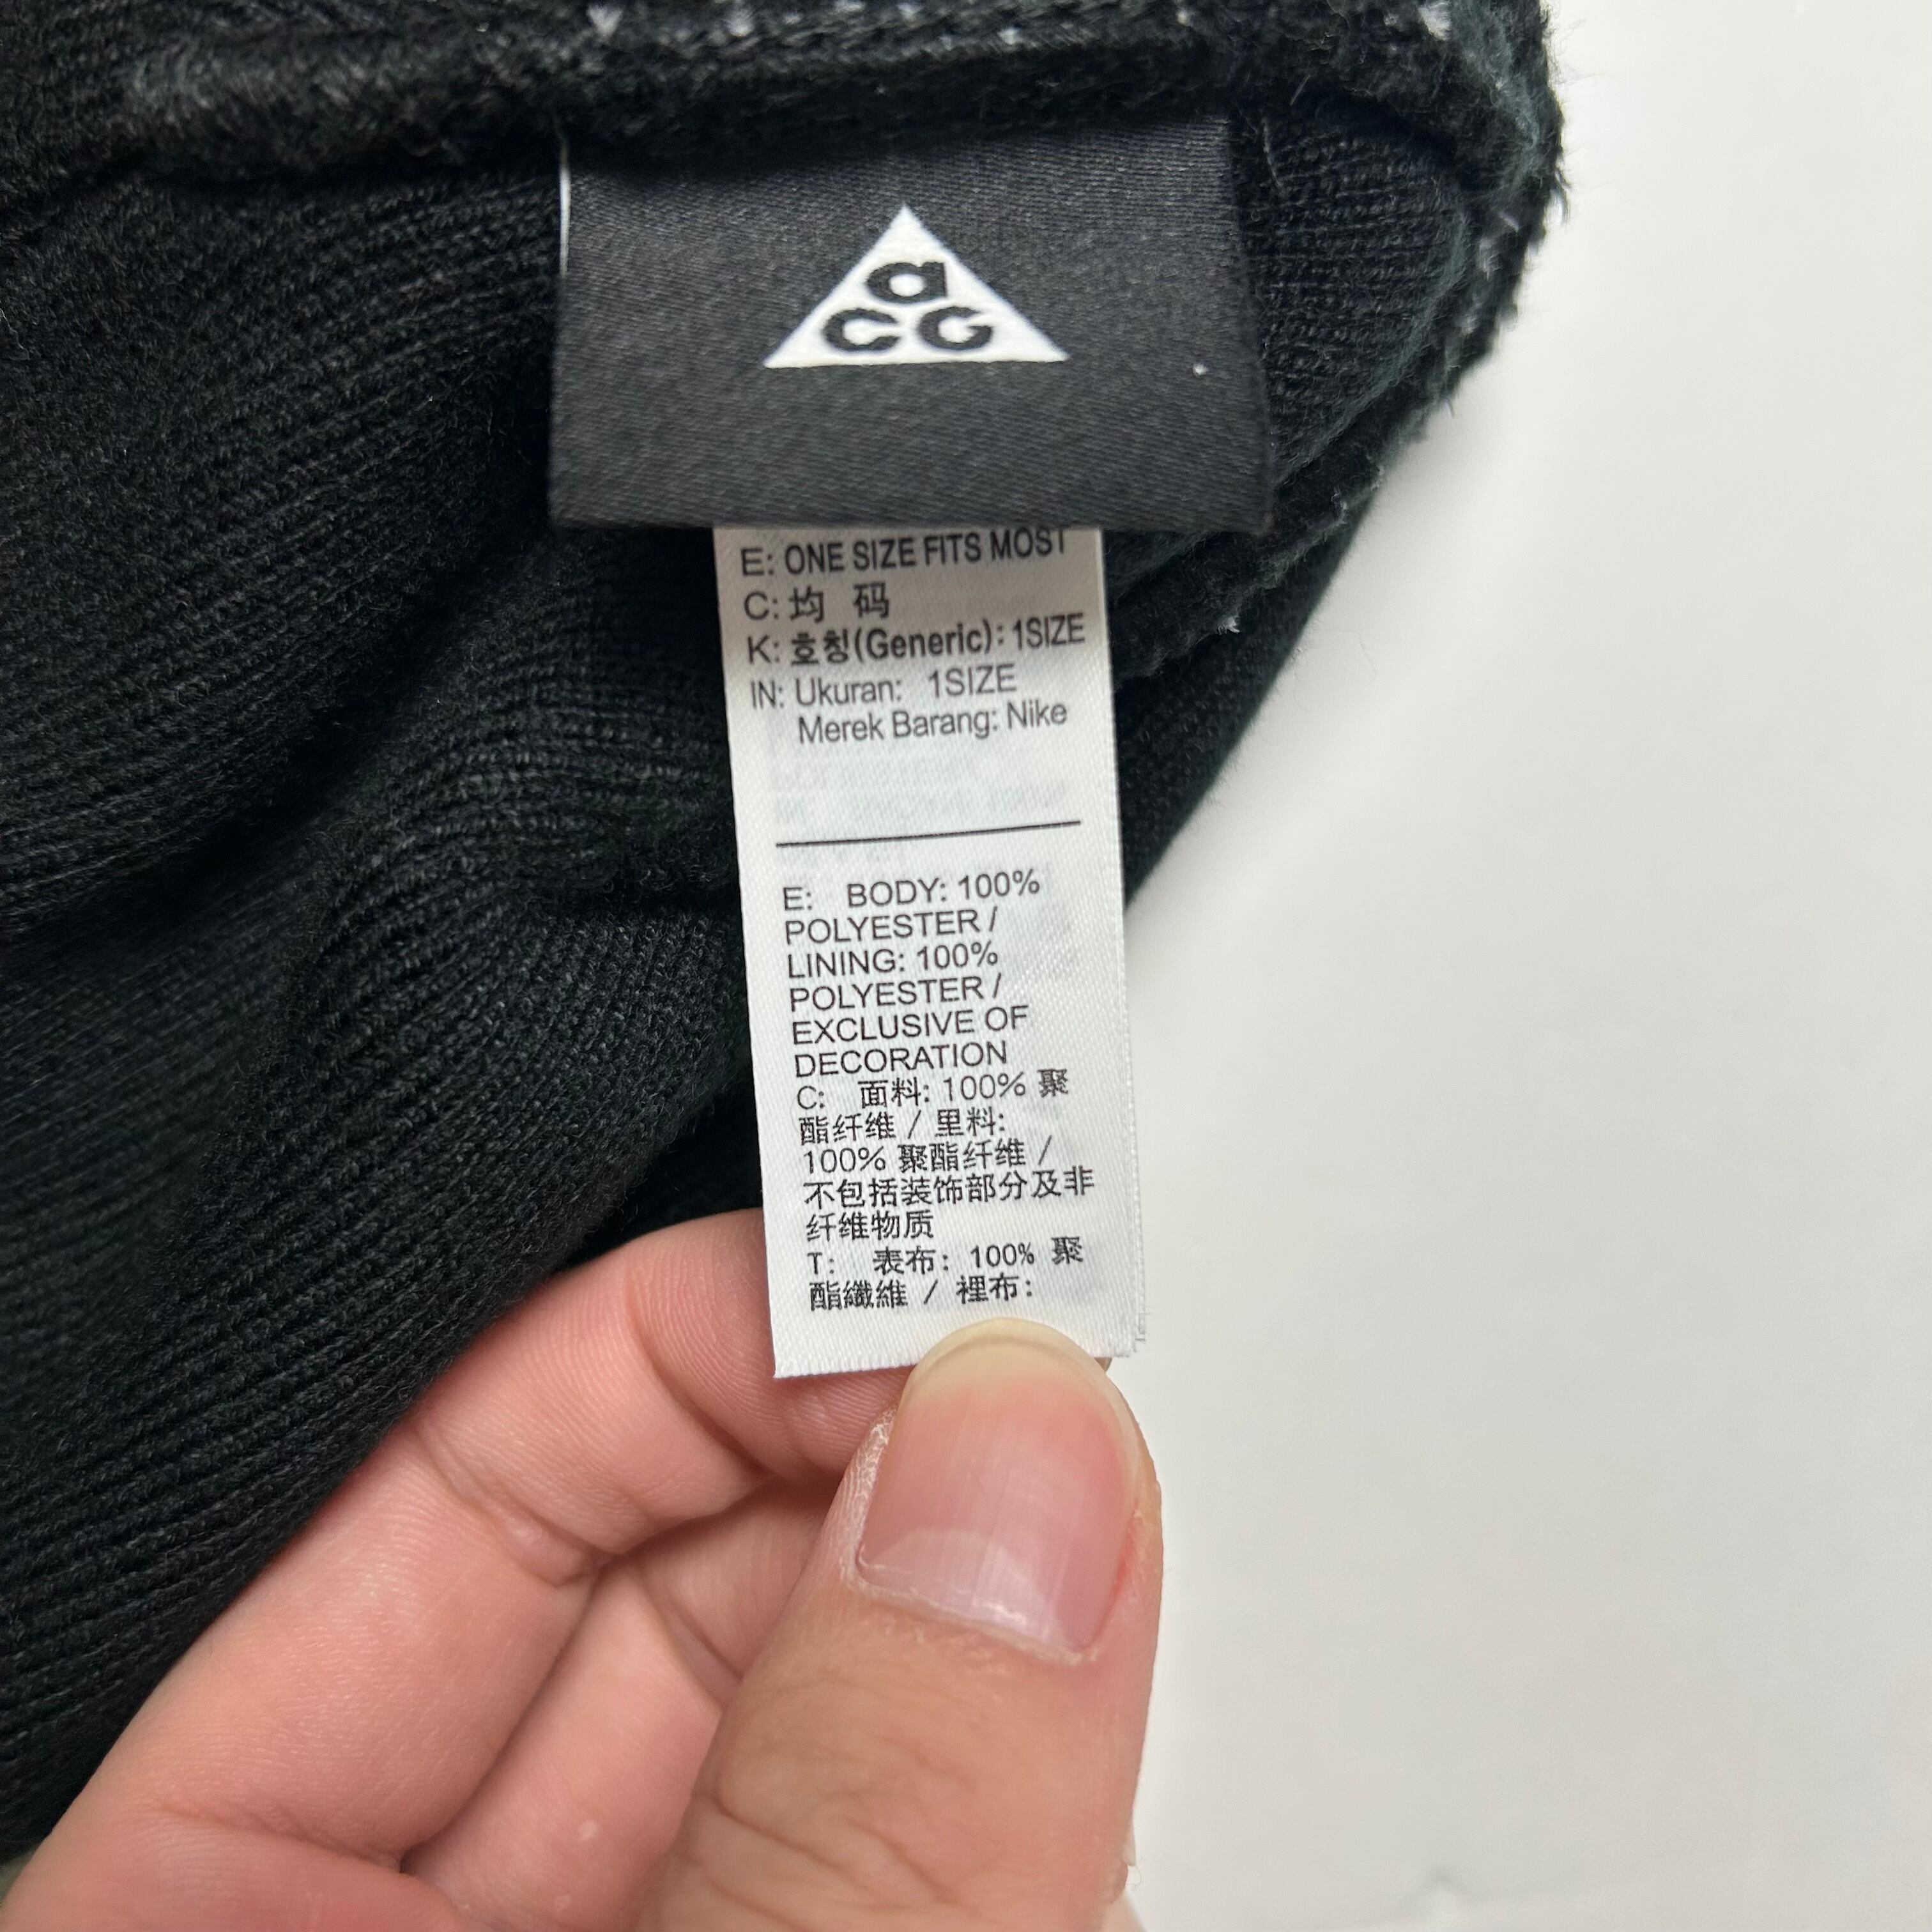 a
CG
E: ONE SIZE FITS MOST
C: 均 码
K: 호칭(Generic): 1SIZE
IN: Ukuran: 1SIZE
Merek Barang: Nike
E: BODY: 100%
POLYESTER /
LINING: 100%
POLYESTER /
EXCLUSIVE OF
DECORATION
C: 面料: 100% 聚
酯纤维 / 里料:
100% 聚酯纤维 /
不包括装饰部分及非
纤维物质
T: 表布: 100% 聚
酯纖維 / 裡布: